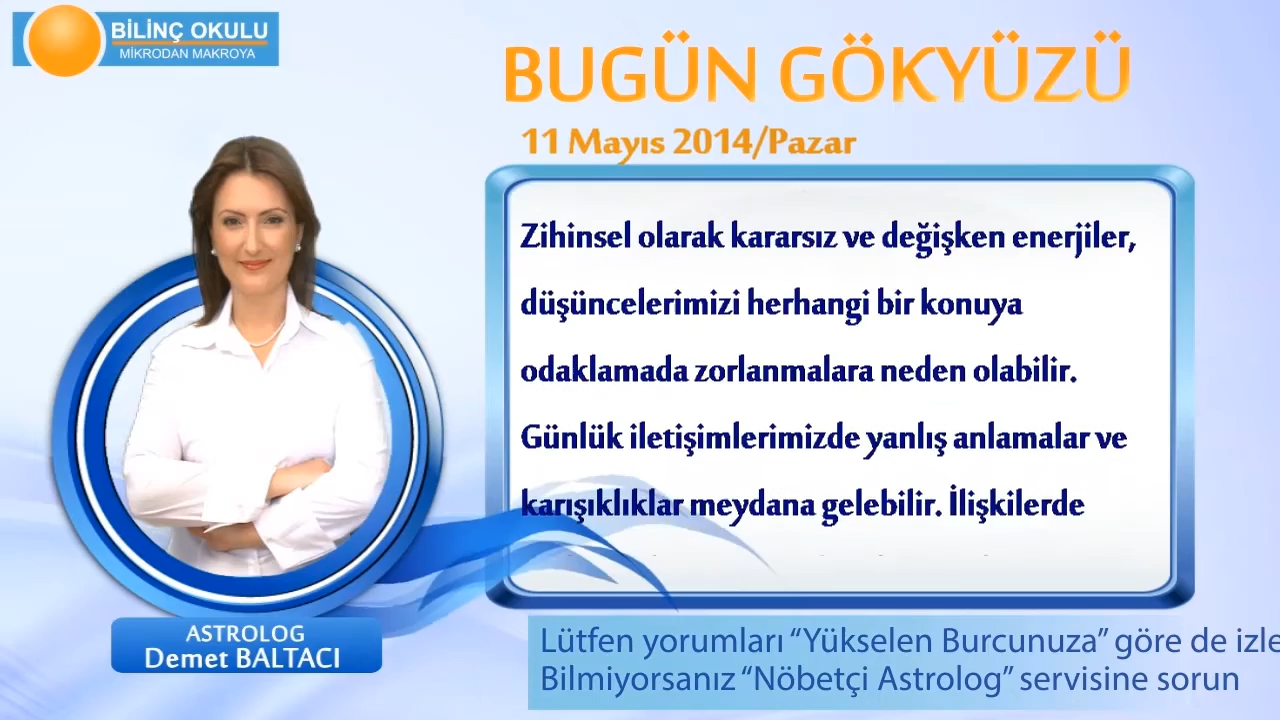 BİLİNÇ OKULU
MİKRODAN MAKROYA
BUGÜN GÖKYÜZÜ
11 Mayıs 2014/Pazar
Zihinsel olarak kararsız ve değişken enerjiler,
düşüncelerimizi herhangi bir konuya
odaklamada zorlanmalara neden olabilir.
Günlük iletişimlerimizde yanlış anlamalar ve
karışıklıklar meydana gelebilir. İlişkilerde
ASTROLOG
Demet BALTACI
Lütfen yorumları “Yükselen Burcunuza” göre de izle
Bilmiyorsanız “Nöbetçi Astrolog” servisine sorun